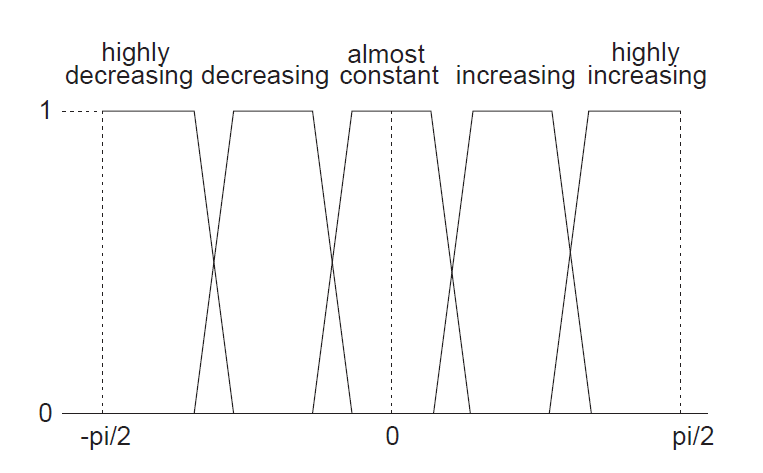 highly
decreasing
decreasing
almost
constant
increasing
highly
increasing
1
0
-pi/2
0
pi/2